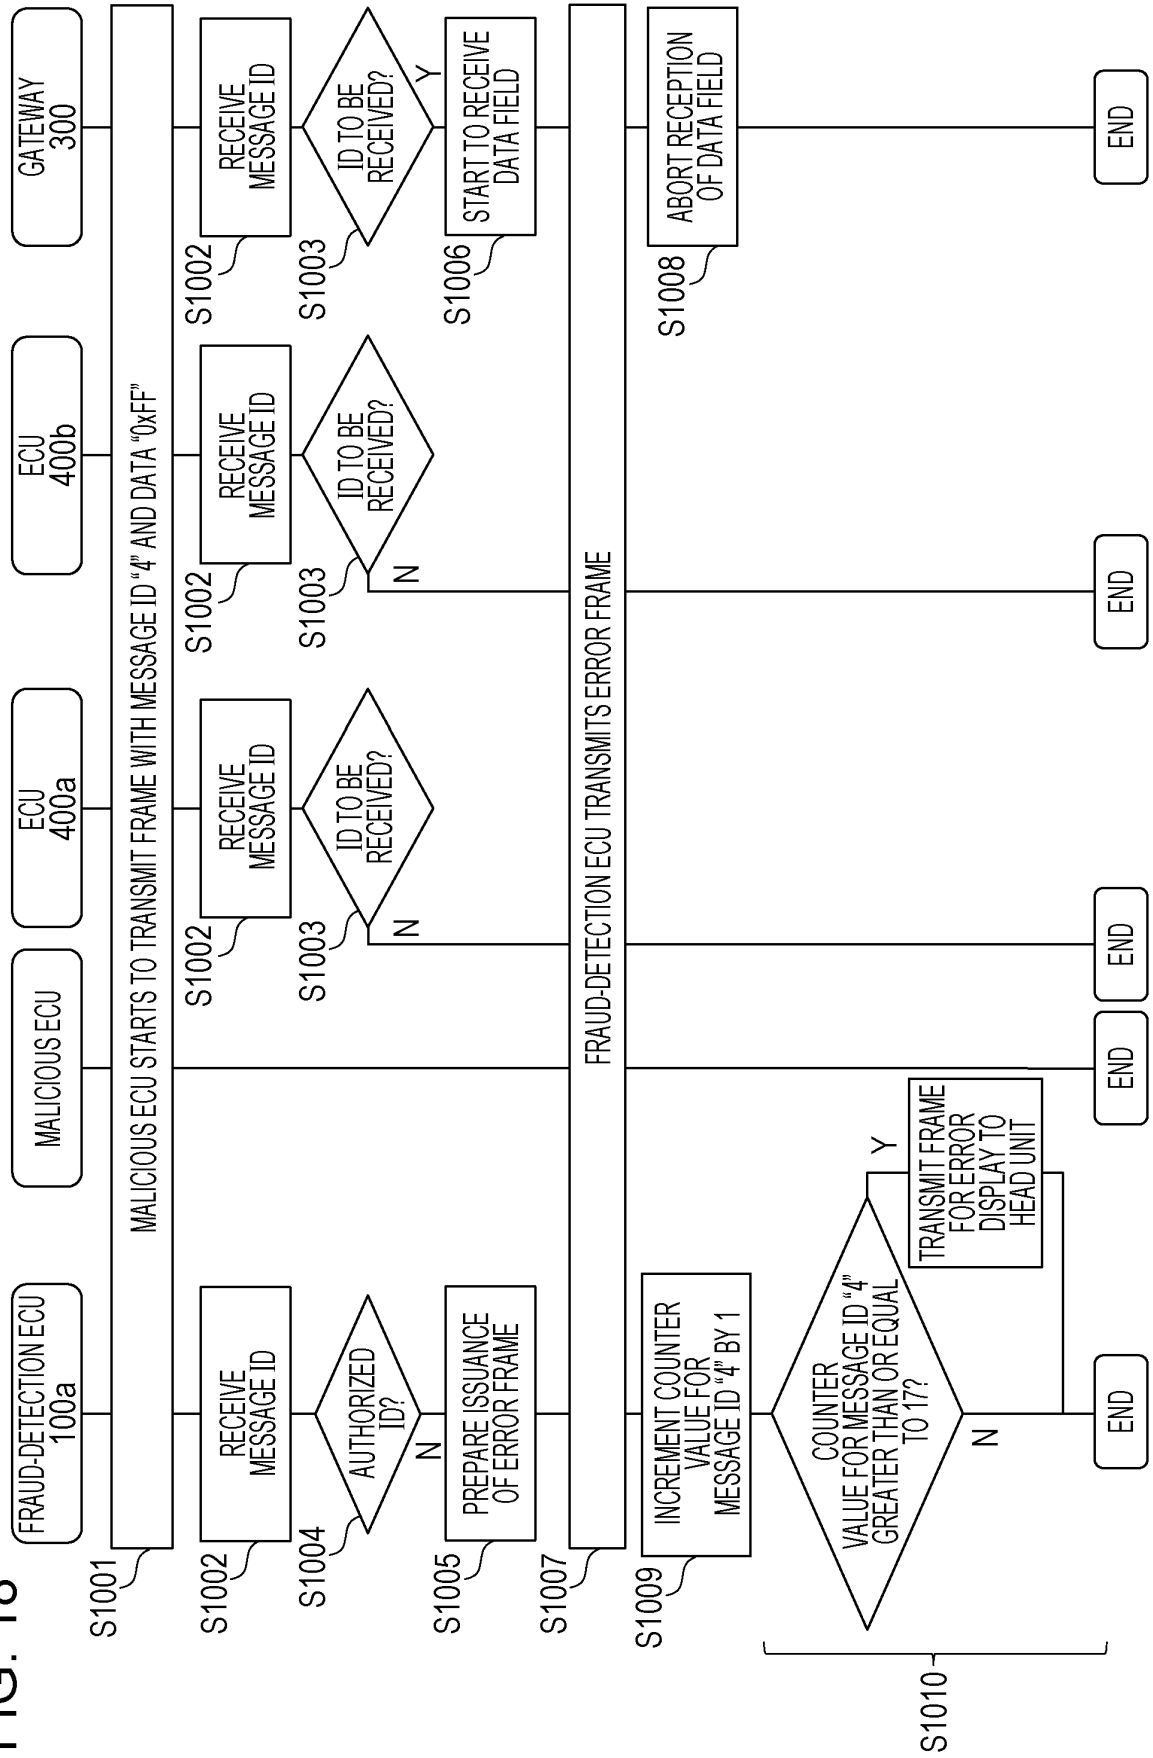 FIG.
FRAUD-DETECTION ECU
100a
MALICIOUS ECU
ECU
400a
ECU
400b
GATEWAY
300
S1001
MALICIOUS ECU STARTS TO TRANSMIT FRAME WITH MESSAGE ID “4” AND DATA “0xFF”
S1002
RECEIVE
MESSAGE ID
S1002
RECEIVE
MESSAGE ID
S1002
RECEIVE
MESSAGE ID
S1002
RECEIVE
MESSAGE ID
S1004
AUTHORIZED
ID?
N
S1003
ID TO BE
RECEIVED?
N
S1003
ID TO BE
RECEIVED?
N
S1003
ID TO BE
RECEIVED?
Y
S1005
PREPARE ISSUANCE
OF ERROR FRAME
S1006
START TO RECEIVE
DATA FIELD
S1007
FRAUD-DETECTION ECU TRANSMITS ERROR FRAME
S1009
INCREMENT COUNTER
VALUE FOR
MESSAGE ID “4” BY 1
S1008
ABORT RECEPTION
OF DATA FIELD
S1010
COUNTER
VALUE FOR MESSAGE ID “4”
GREATER THAN OR EQUAL
TO 17?
Y
N
TRANSMIT FRAME
FOR ERROR
DISPLAY TO
HEAD UNIT
END
END
END
END
END